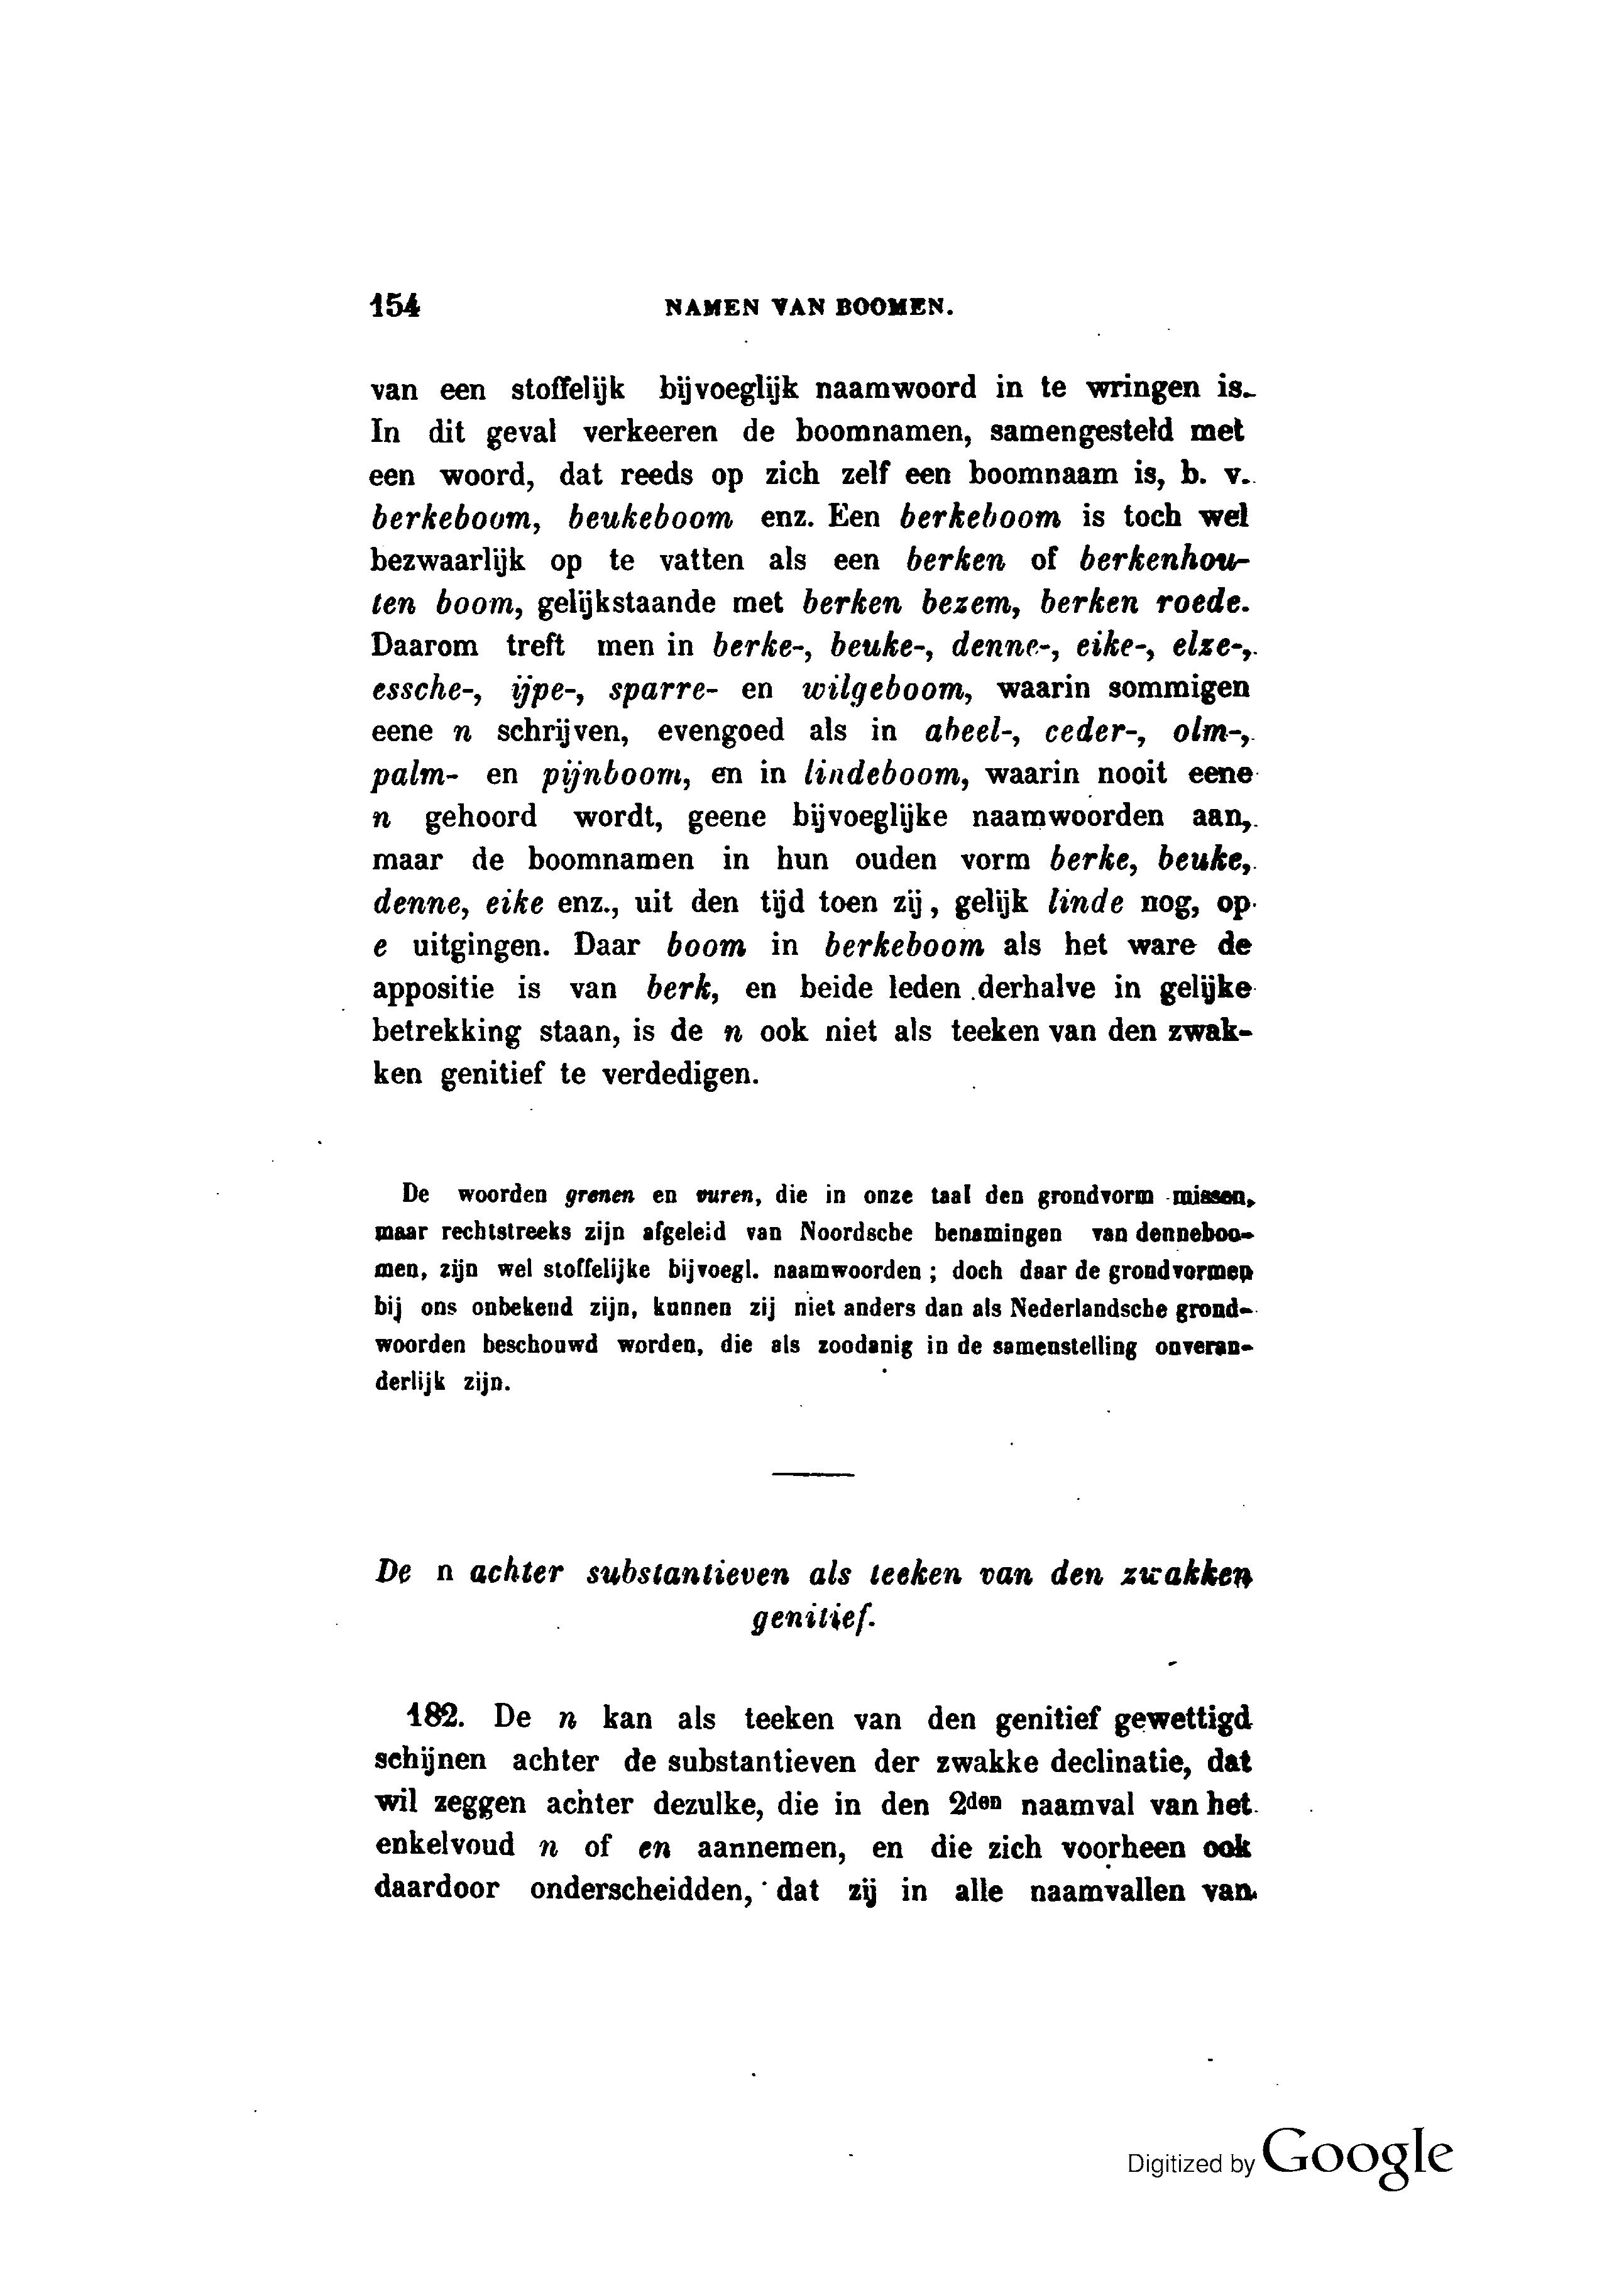 154 NAMEN VAN BOOMEN.
van een stoffelijk bijvoeglijk naamwoord in te wringen is.
In dit geval verkeeren de boomnamen, samengesteld met
een woord, dat reeds op zich zelf een boomnaam is, b. v.
berkeboom, beukeboom enz. Een berkeboom is toch wel
bezwaarlijk op te vatten als een berken of berkenhou-
ten boom, gelijkstaande met berken bezem, berken roede.
Daarom treft men in berke-, beuke-, denne-, eike-, elze-,
essche-, ijpe-, sparre- en wilgeboom, waarin sommigen
eene n schrijven, evengoed als in abeel-, ceder-, olm-,
palm- en pijnboom, en in lindeboom, waarin nooit eene
n gehoord wordt, geene bijvoeglijke naamwoorden aan,
maar de boomnamen in hun ouden vorm berke, beuke,
denne, eike enz., uit den tijd toen zij, gelijk linde nog, op
e uitgingen. Daar boom in berkeboom als het ware de
appositie is van berk, en beide leden derhalve in gelijke
betrekking staan, is de n ook niet als teeken van den zwak-
ken genitief te verdedigen.
De woorden grenen en vuren, die in onze taal den grondvorm missen,
maar rechtstreeks zijn afgeleid van Noordsche benamingen van denneboo-
men, zijn wel stoffelijke bijvoegl. naamwoorden; doch daar de grondvormen
bij ons onbekend zijn, kunnen zij niet anders dan als Nederlandsche grond-
woorden beschouwd worden, die als zoodanig in de samenstelling onveran-
derlijk zijn.
De n achter substantieven als teeken van den zwakken
genitief.
182. De n kan als teeken van den genitief gewettigd
schijnen achter de substantieven der zwakke declinatie, dat
wil zeggen achter dezulke, die in den 2den naamval van het
enkelvoud n of en aannemen, en die zich voorheen ook
daardoor onderscheidden, dat zij in alle naamvallen van
Digitized by Google